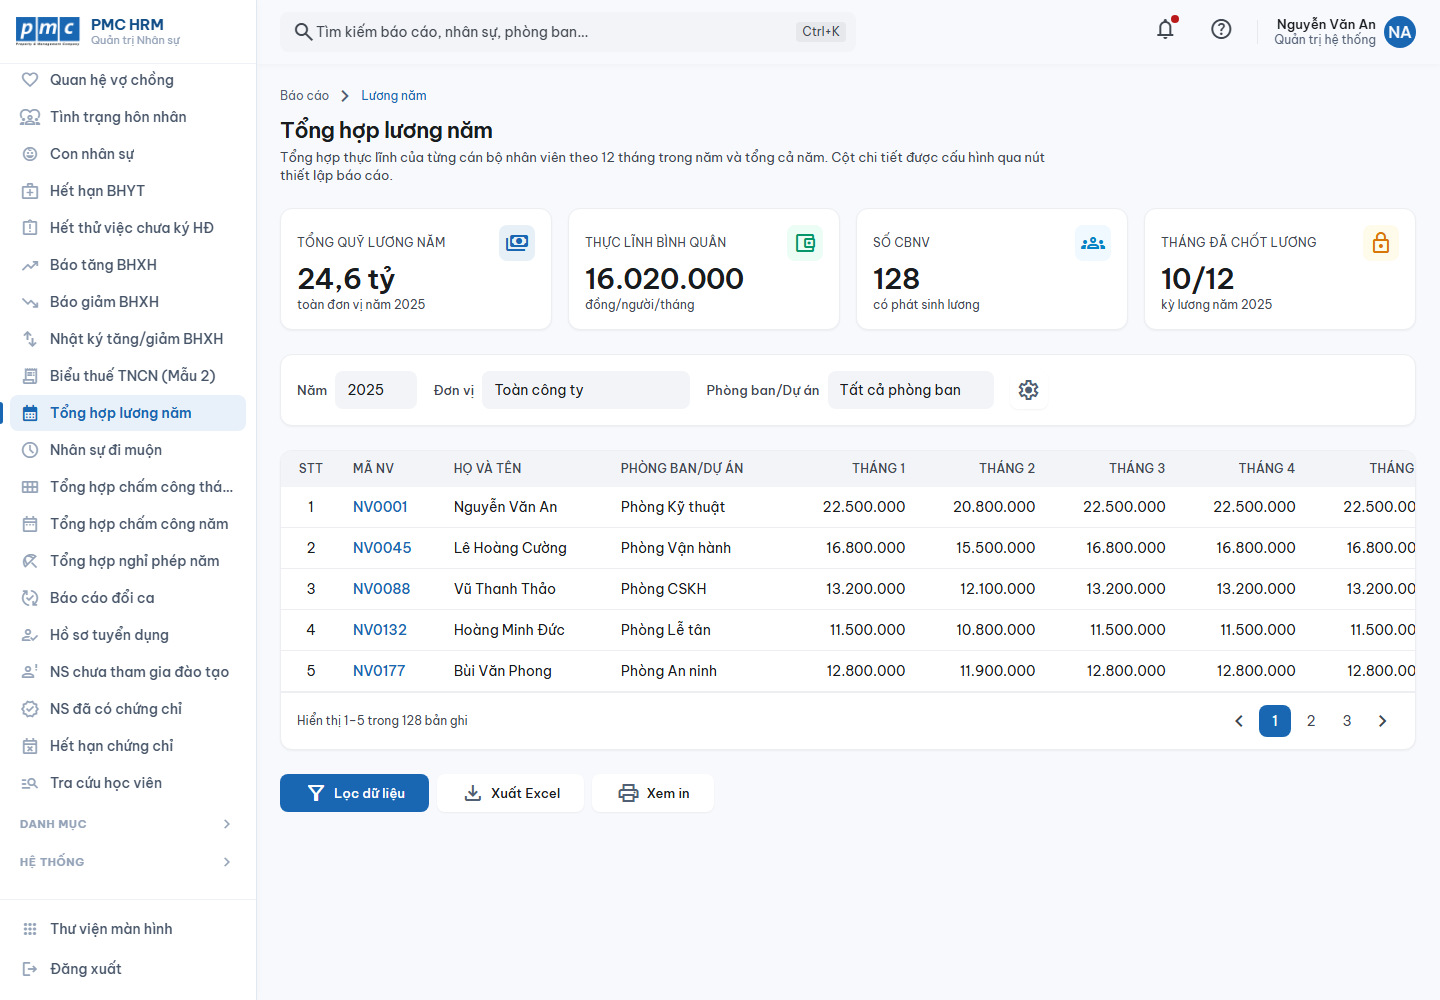 pmc
PMC HRM
Quản trị Nhân sự
Quan hệ vợ chồng
Tình trạng hôn nhân
Con nhân sự
Hết hạn BHYT
Hết thử việc chưa ký HĐ
Báo tăng BHXH
Báo giảm BHXH
Nhật ký tăng/giảm BHXH
Biểu thuế TNCN (Mẫu 2)
Tổng hợp lương năm
Nhân sự đi muộn
Tổng hợp chấm công thá...
Tổng hợp chấm công năm
Tổng hợp nghỉ phép năm
Báo cáo đổi ca
Hồ sơ tuyển dụng
NS chưa tham gia đào tạo
NS đã có chứng chỉ
Hết hạn chứng chỉ
Tra cứu học viên
DANH MỤC
HỆ THỐNG
Thư viện màn hình
Đăng xuất
Tìm kiếm báo cáo, nhân sự, phòng ban... Ctrl+K
Nguyễn Văn An
Quản trị hệ thống
NA
Báo cáo Lương năm
Tổng hợp lương năm
Tổng hợp thực lĩnh của từng cán bộ nhân viên theo 12 tháng trong năm và tổng cả năm. Cột chi tiết được cấu hình qua nút
thiết lập báo cáo.
TỔNG QUỸ LƯƠNG NĂM
24,6 tỷ
toàn đơn vị năm 2025
THỰC LĨNH BÌNH QUÂN
16.020.000
đồng/người/tháng
SỐ CBNV
128
có phát sinh lương
THÁNG ĐÃ CHỐT LƯƠNG
10/12
kỳ lương năm 2025
Năm 2025 Đơn vị Toàn công ty Phòng ban/Dự án Tất cả phòng ban
STT MÃ NV HỌ VÀ TÊN PHÒNG BAN/DỰ ÁN THÁNG 1 THÁNG 2 THÁNG 3 THÁNG 4 THÁNG
1 NV0001 Nguyễn Văn An Phòng Kỹ thuật 22.500.000 20.800.000 22.500.000 22.500.000 22.500.00
2 NV0045 Lê Hoàng Cường Phòng Vận hành 16.800.000 15.500.000 16.800.000 16.800.000 16.800.00
3 NV0088 Vũ Thanh Thảo Phòng CSKH 13.200.000 12.100.000 13.200.000 13.200.000 13.200.00
4 NV0132 Hoàng Minh Đức Phòng Lễ tân 11.500.000 10.800.000 11.500.000 11.500.000 11.500.00
5 NV0177 Bùi Văn Phong Phòng An ninh 12.800.000 11.900.000 12.800.000 12.800.000 12.800.00
Hiển thị 1–5 trong 128 bản ghi
1 2 3
Lọc dữ liệu Xuất Excel Xem in